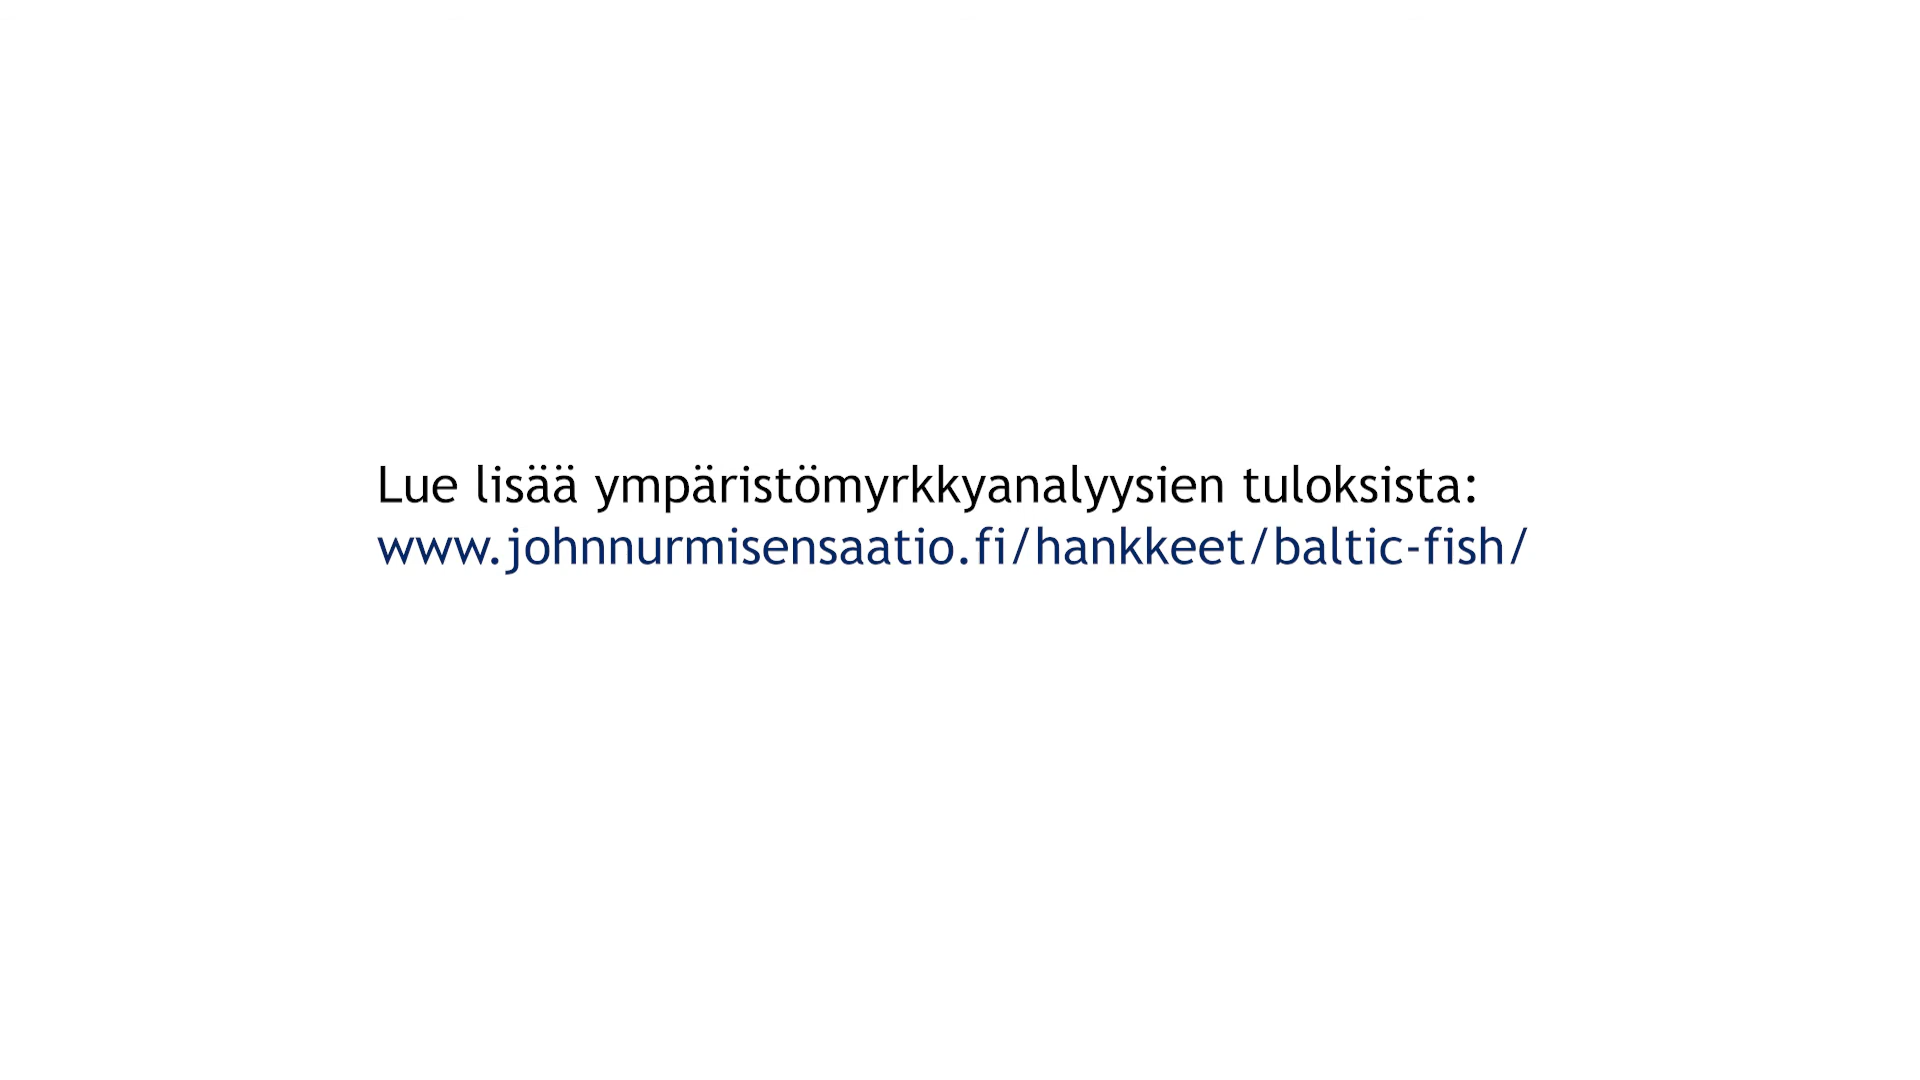 Lue lisää ympäristömyrkkyanalyysien tuloksista:
www.johnnurmisensaatio.fi/hankkeet/baltic-fish/